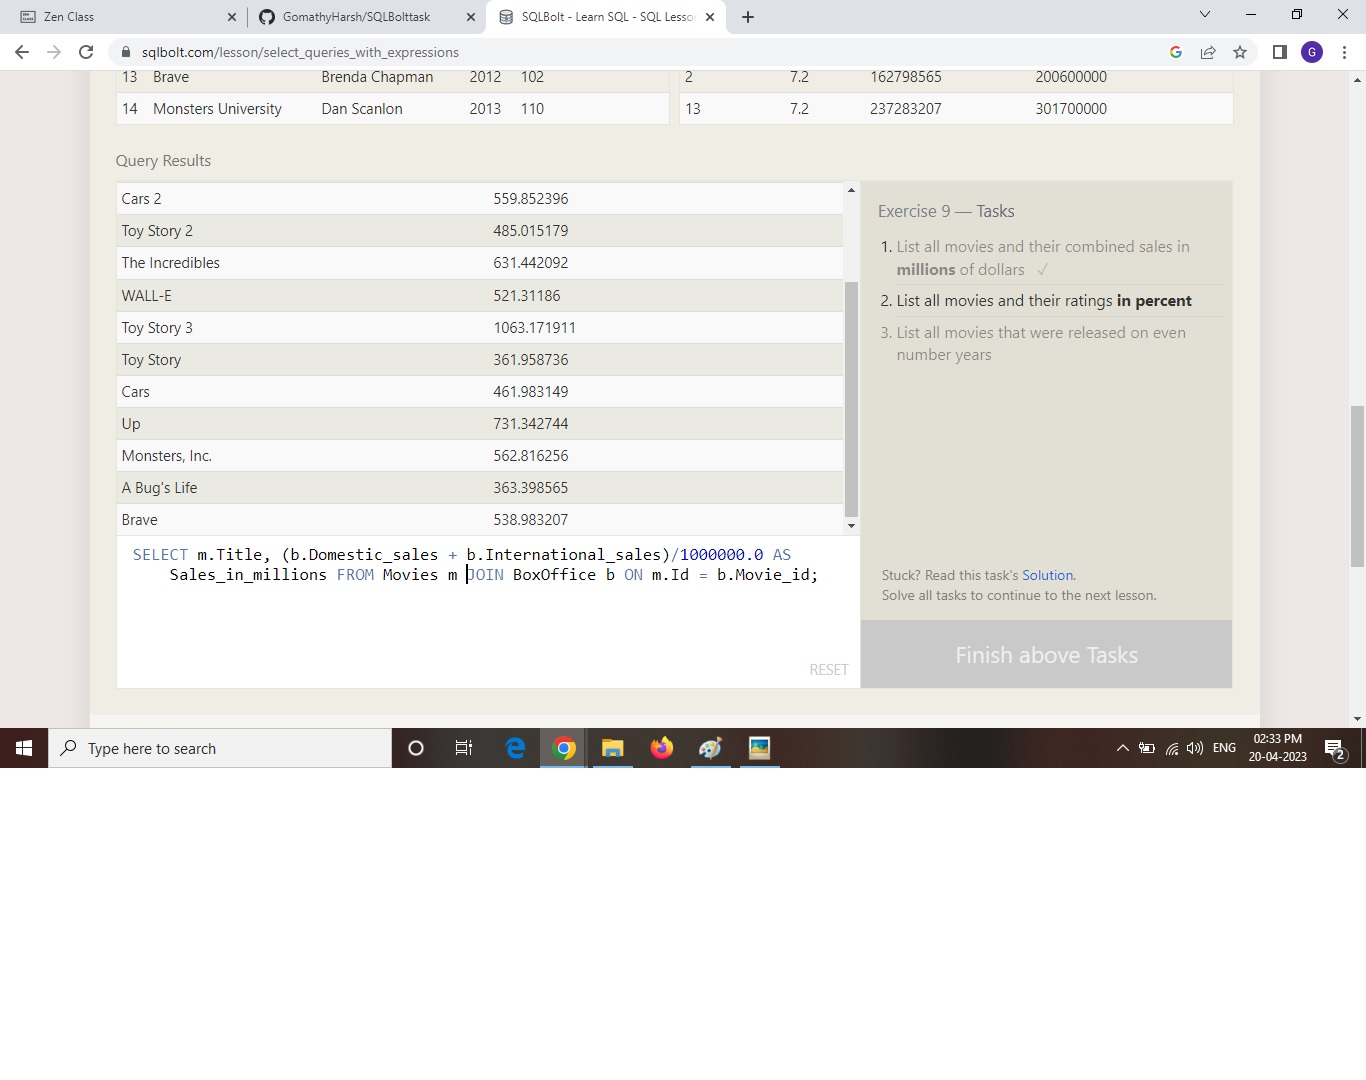 Zen Class
GomathyHarsh/SQLBolttask
SQLBolt - Learn SQL - SQL Lesso
sqlbolt.com/lesson/select_queries_with_expressions
G
13 Brave Brenda Chapman 2012 102 2 7.2 162798565 200600000
14 Monsters University Dan Scanlon 2013 110 13 7.2 237283207 301700000
Query Results
Cars 2 559.852396
Toy Story 2 485.015179
The Incredibles 631.442092
WALL-E 521.31186
Toy Story 3 1063.171911
Toy Story 361.958736
Cars 461.983149
Up 731.342744
Monsters, Inc. 562.816256
A Bug's Life 363.398565
Brave 538.983207
SELECT m.Title, (b.Domestic_sales + b.International_sales)/1000000.0 AS
Sales_in_millions FROM Movies m JOIN BoxOffice b ON m.Id = b.Movie_id;
RESET
Exercise 9 — Tasks
1. List all movies and their combined sales in
millions of dollars ✓
2. List all movies and their ratings in percent
3. List all movies that were released on even
number years
Stuck? Read this task's Solution.
Solve all tasks to continue to the next lesson.
Finish above Tasks
Type here to search
ENG
02:33 PM
20-04-2023
2